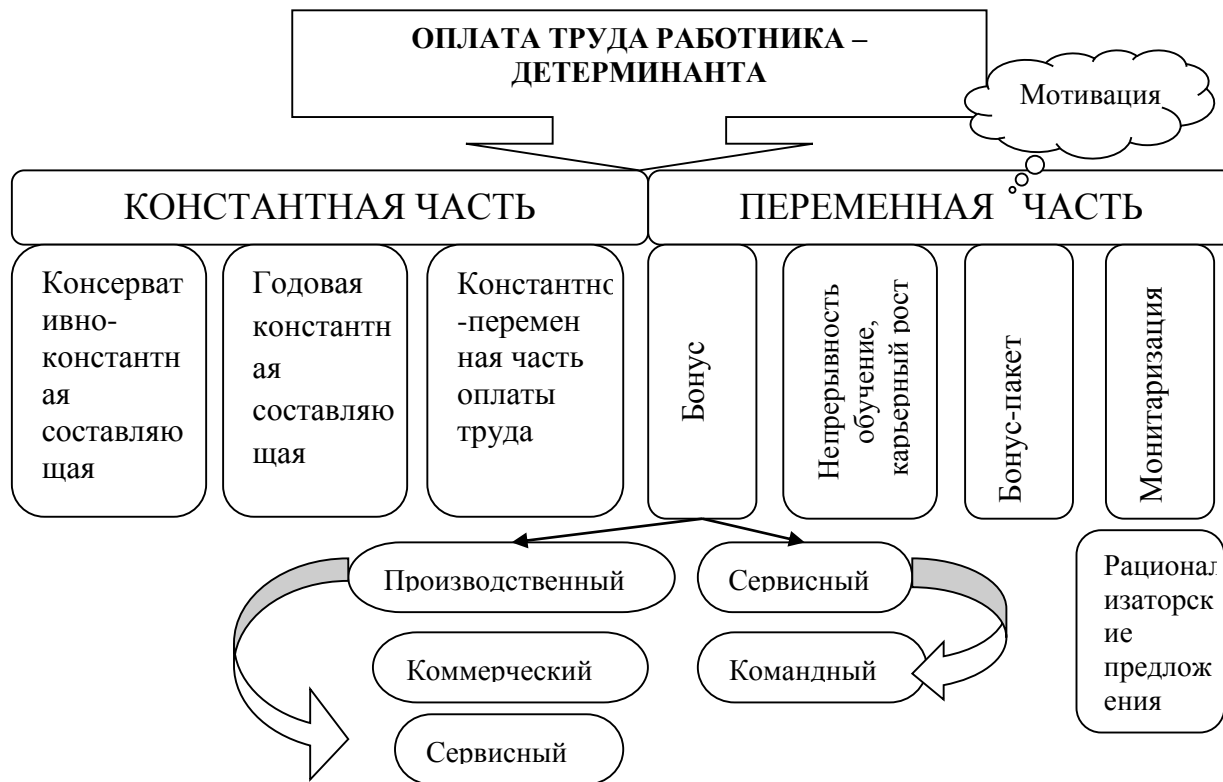 ОПЛАТА ТРУДА РАБОТНИКА –
ДЕТЕРМИНАНТА
Мотивация
КОНСТАНТНАЯ ЧАСТЬ
ПЕРЕМЕННАЯ ЧАСТЬ
Консерват
ивно-
константн
ая
составляю
щая
Годовая
константн
ая
составляю
щая
Константно
-перемен
ная часть
оплаты
труда
Бонус
Непрерывность
обучение,
карьерный рост
Бонус-пакет
Монитаризация
Производственный
Сервисный
Рационал
изаторск
ие
предлож
ения
Коммерческий
Командный
Сервисный